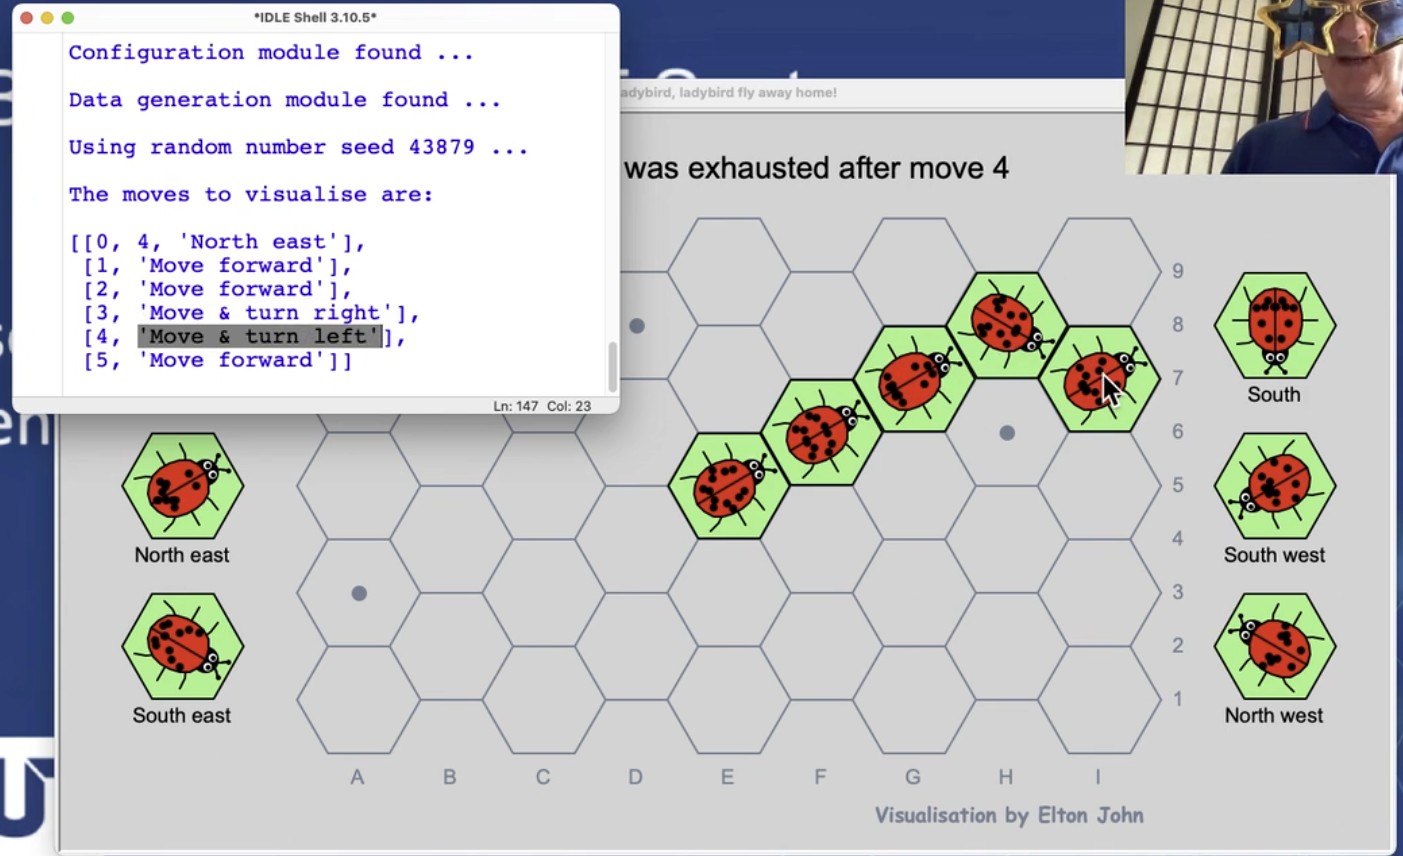 *IDLE Shell 3.10.5*
Configuration module found ...
Data generation module found ...
Using random number seed 43879 ...
The moves to visualise are:
[[0, 4, 'North east'],
[1, 'Move forward'],
[2, 'Move forward'],
[3, 'Move & turn right'],
[4, 'Move & turn left'],
[5, 'Move forward']]
Ln: 147 Col: 23
adybird, ladybird fly away home!
was exhausted after move 4
9
8
7
6
5
4
3
2
1
South
North east
South west
South east
North west
A B C D E F G H I
Visualisation by Elton John